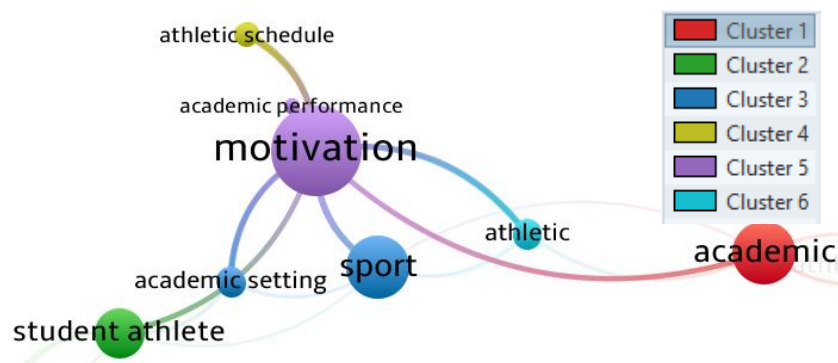 athletic schedule
academic performance
motivation
athletic
academic
academic setting
sport
student athlete
Cluster 1
Cluster 2
Cluster 3
Cluster 4
Cluster 5
Cluster 6